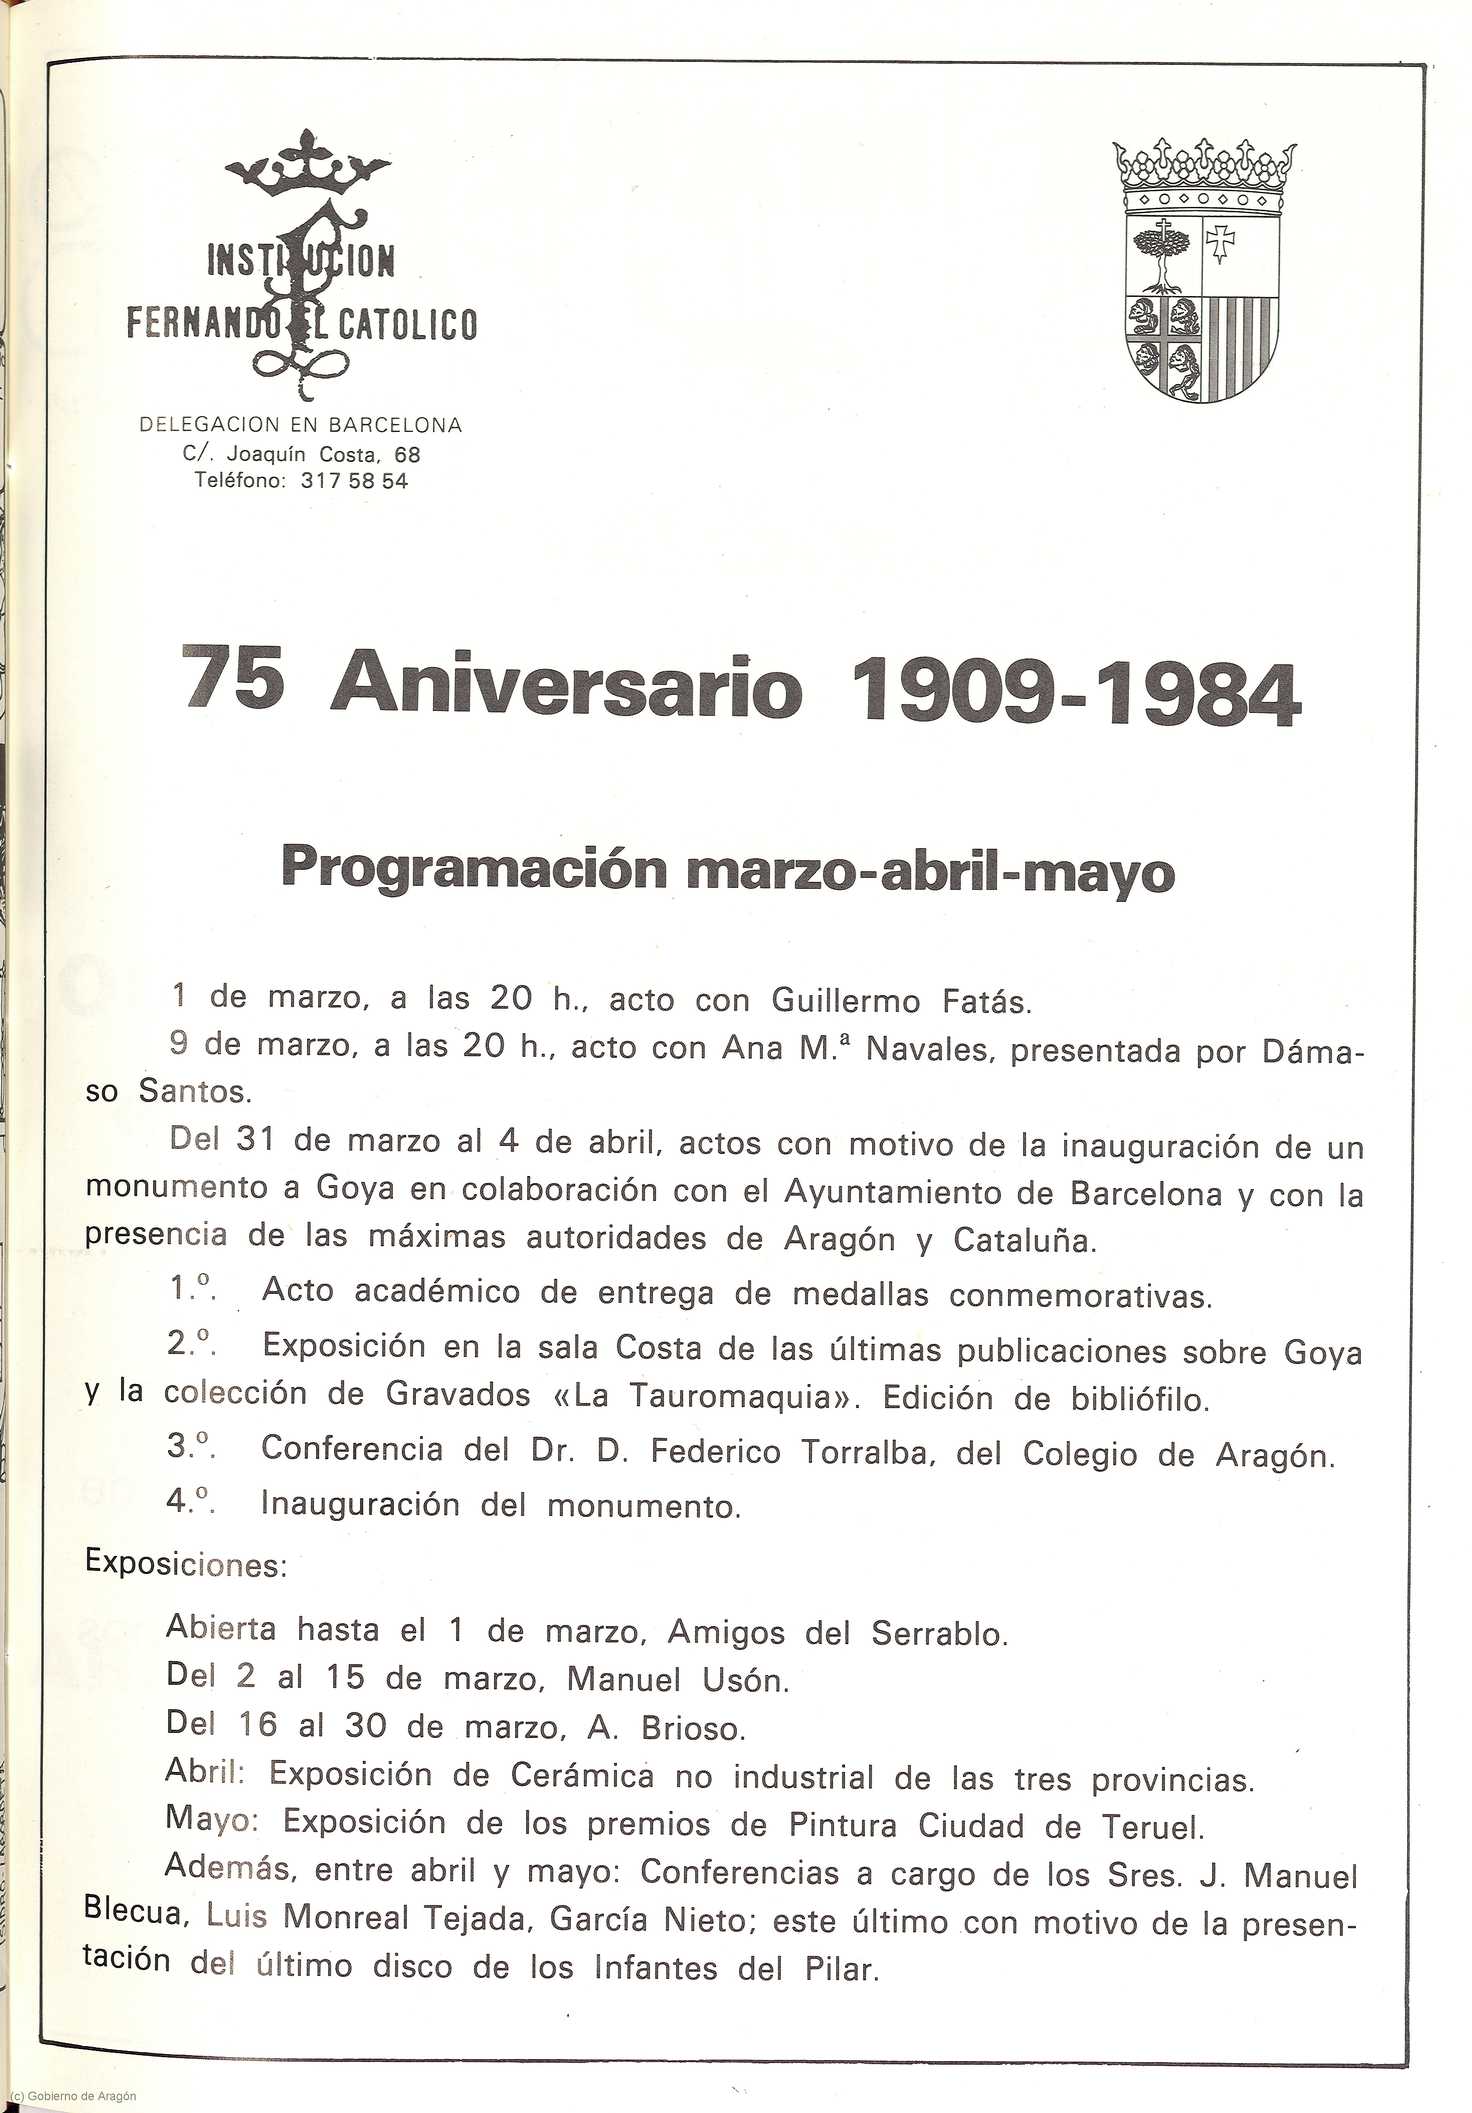 INSTITUCION
FERNANDO EL CATOLICO
DELEGACION EN BARCELONA
C/. Joaquín Costa, 68
Teléfono: 317 58 54
75 Aniversario 1909-1984
Programación marzo-abril-mayo
1 de marzo, a las 20 h., acto con Guillermo Fatás.
9 de marzo, a las 20 h., acto con Ana M.ª Navales, presentada por Dáma-
so Santos.
Del 31 de marzo al 4 de abril, actos con motivo de la inauguración de un
monumento a Goya en colaboración con el Ayuntamiento de Barcelona y con la
presencia de las máximas autoridades de Aragón y Cataluña.
1.º. Acto académico de entrega de medallas conmemorativas.
2.º. Exposición en la sala Costa de las últimas publicaciones sobre Goya
y la colección de Gravados «La Tauromaquia». Edición de bibliófilo.
3.º. Conferencia del Dr. D. Federico Torralba, del Colegio de Aragón.
4.º. Inauguración del monumento.
Exposiciones:
Abierta hasta el 1 de marzo, Amigos del Serrablo.
Del 2 al 15 de marzo, Manuel Usón.
Del 16 al 30 de marzo, A. Brioso.
Abril: Exposición de Cerámica no industrial de las tres provincias.
Mayo: Exposición de los premios de Pintura Ciudad de Teruel.
Además, entre abril y mayo: Conferencias a cargo de los Sres. J. Manuel
Blecua, Luis Monreal Tejada, García Nieto; este último con motivo de la presen-
tación del último disco de los Infantes del Pilar.
(c) Gobierno de Aragón